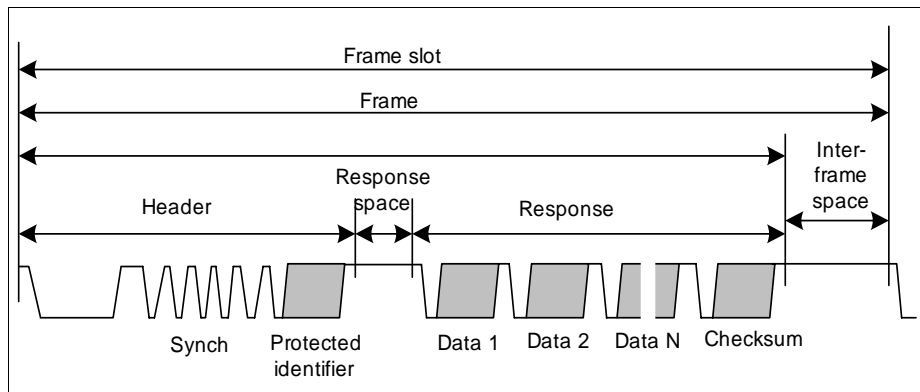 Frame slot
Frame
Inter-
frame
space
Response
space
Header
Response
Synch
Protected
identifier
Data 1
Data 2
Data N
Checksum